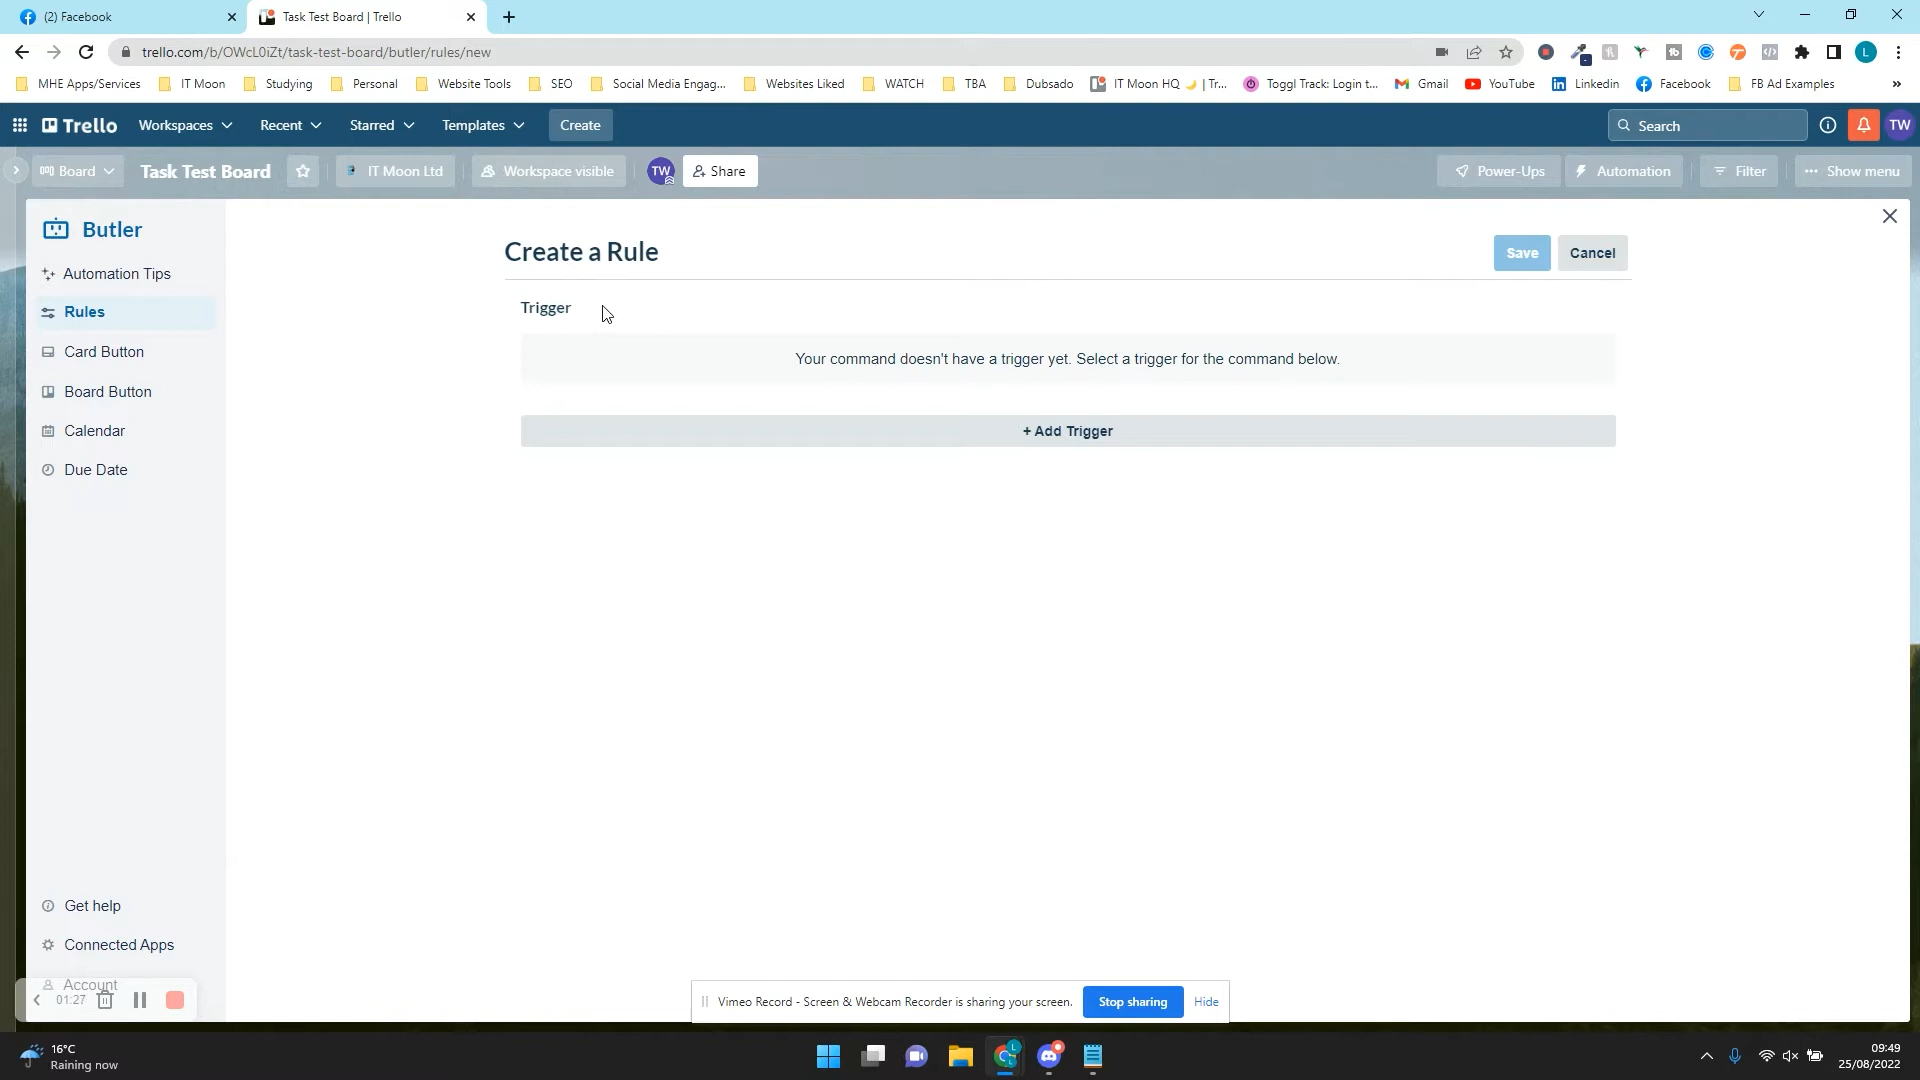 (2) Facebook
Task Test Board | Trello
trello.com/b/OWcL0iZt/task-test-board/butler/rules/new
MHE Apps/Services
IT Moon
Studying
Personal
Website Tools
SEO
Social Media Engag...
Websites Liked
WATCH
TBA
Dubsado
IT Moon HQ 🌙 | Tr...
Toggl Track: Login t...
Gmail
YouTube
Linkedin
Facebook
FB Ad Examples
»
Trello
Workspaces
Recent
Starred
Templates
Create
Search
TW
Board
Task Test Board
IT Moon Ltd
Workspace visible
TW
Share
Power-Ups
Automation
Filter
Show menu
Butler
Automation Tips
Rules
Card Button
Board Button
Calendar
Due Date
Get help
Connected Apps
Account
01:27
Create a Rule
Save
Cancel
Trigger
Your command doesn't have a trigger yet. Select a trigger for the command below.
+ Add Trigger
Vimeo Record - Screen & Webcam Recorder is sharing your screen.
Stop sharing
Hide
16°C
Raining now
09:49
25/08/2022